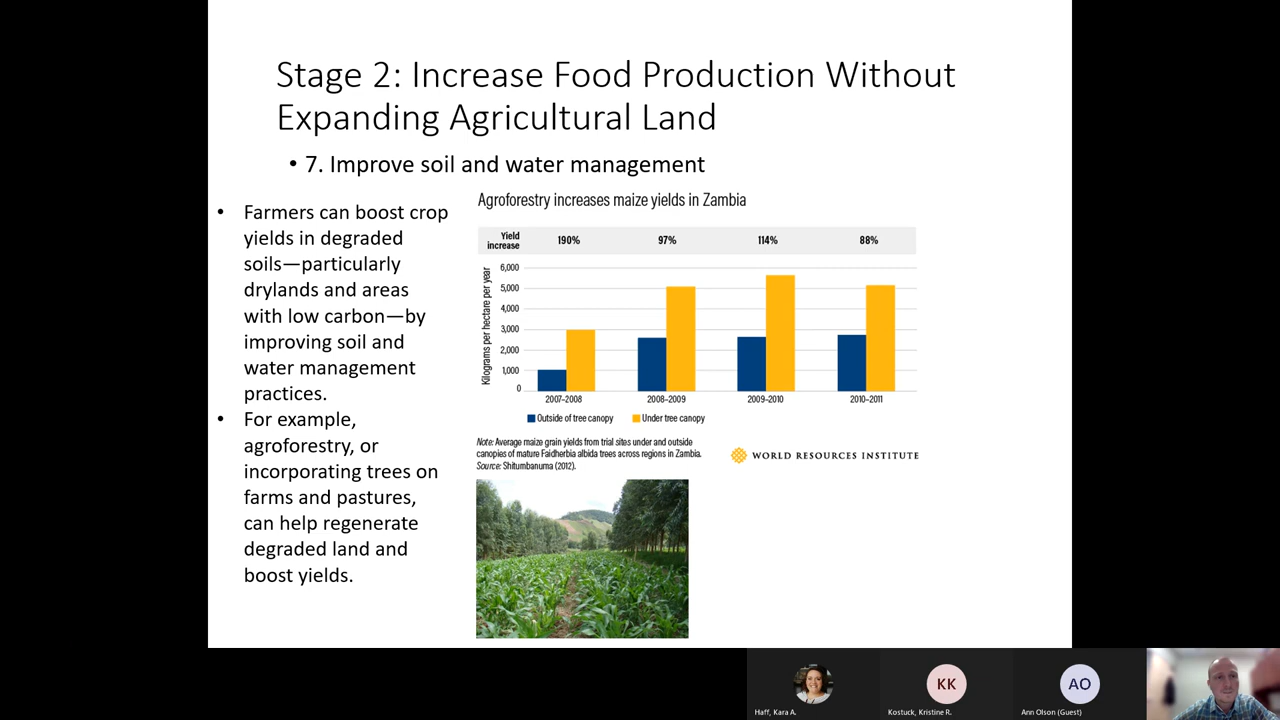 Stage 2: Increase Food Production Without
Expanding Agricultural Land
• 7. Improve soil and water management
• Farmers can boost crop
yields in degraded
soils—particularly
drylands and areas
with low carbon—by
improving soil and
water management
practices.
• For example,
agroforestry, or
incorporating trees on
farms and pastures,
can help regenerate
degraded land and
boost yields.
Agroforestry increases maize yields in Zambia
Yield
increase
190% 97% 114% 88%
Kilograms per hectare per year
6,000
5,000
4,000
3,000
2,000
1,000
0
2007–2008 2008–2009 2009–2010 2010–2011
Outside of tree canopy Under tree canopy
Note: Average maize grain yields from trial sites under and outside
canopies of mature Faidherbia albida trees across regions in Zambia.
Source: Shitumbanuma (2012).
WORLD RESOURCES INSTITUTE
KK AO
Haff, Kara A. Kostuck, Kristine R. Ann Olson (Guest)